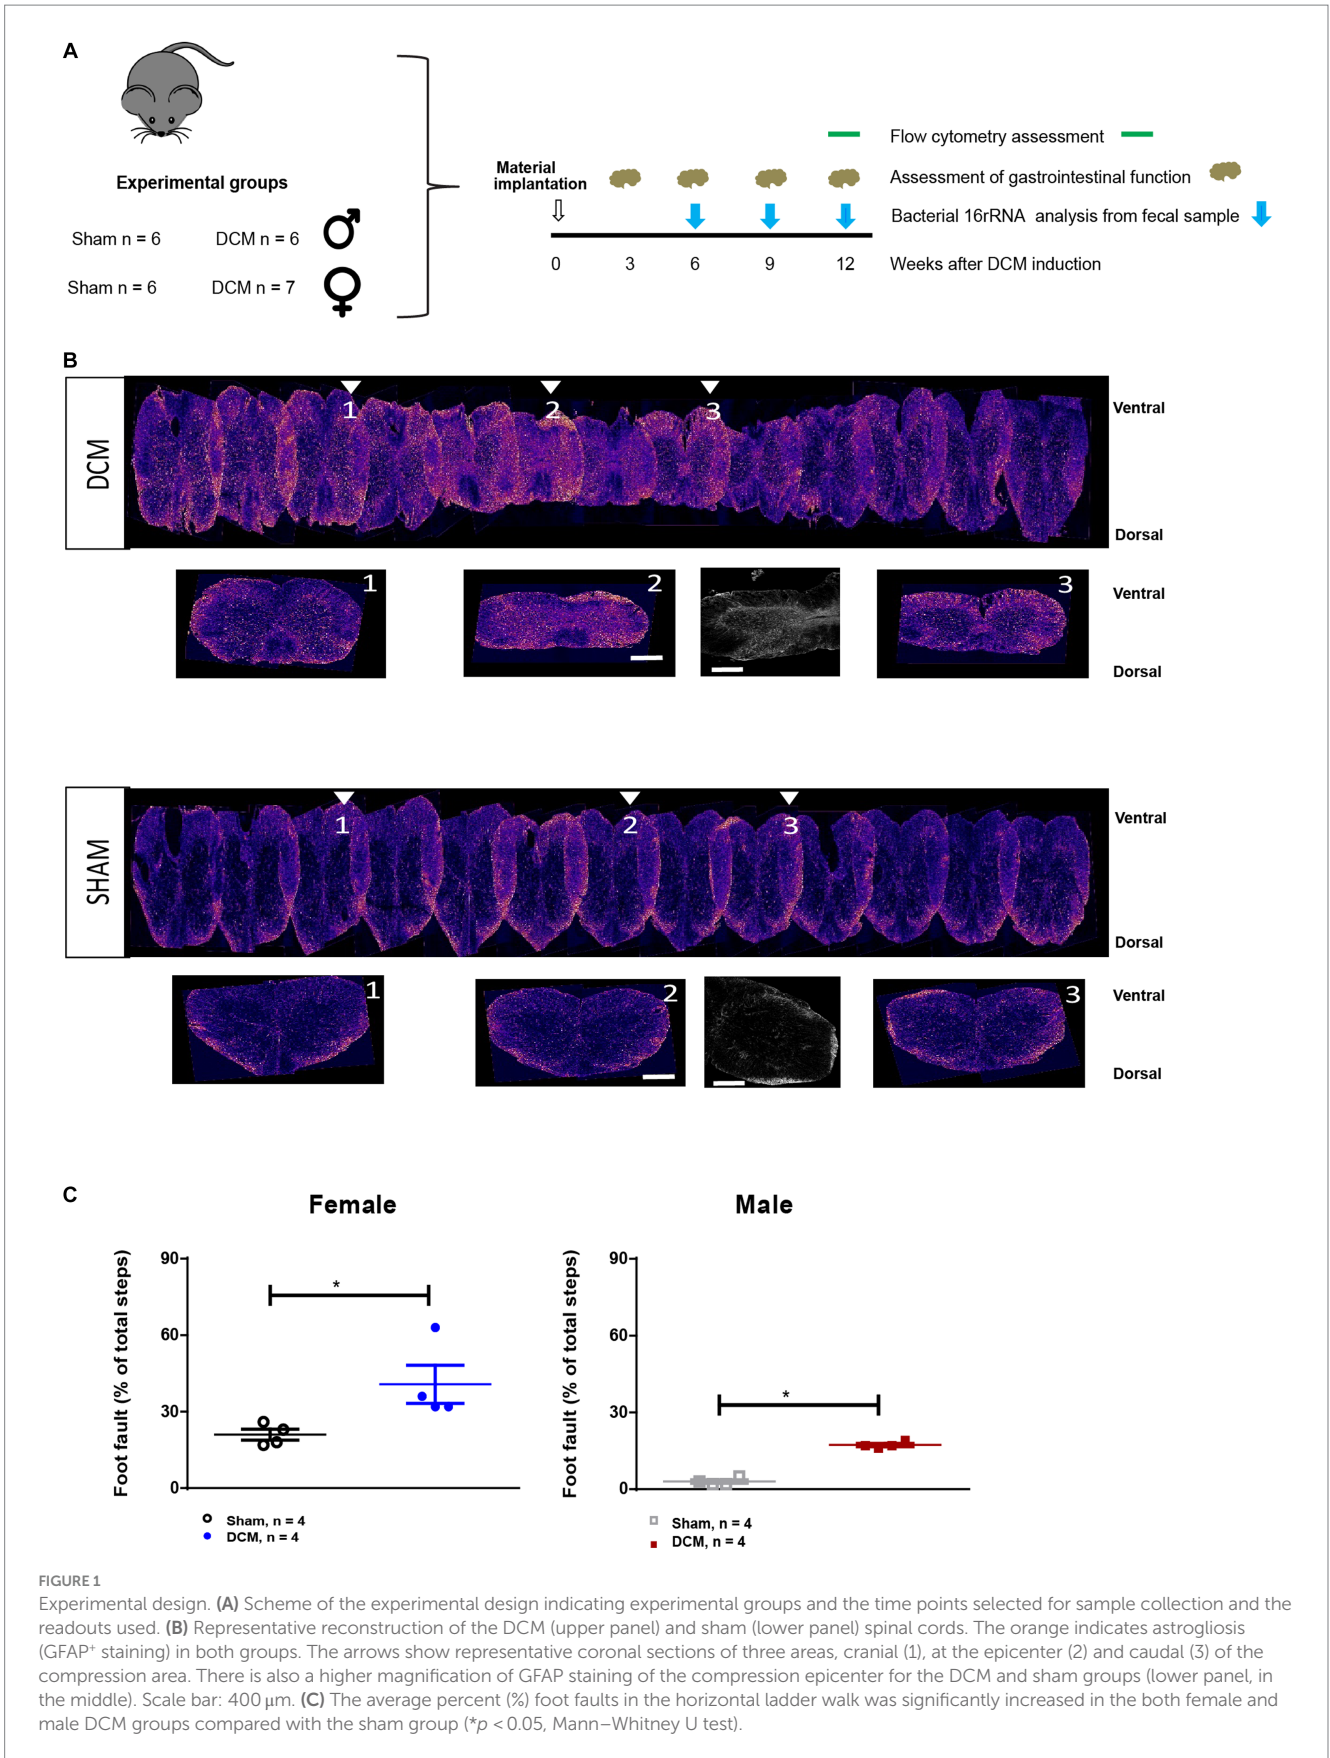 A
Experimental groups
Sham n = 6 DCM n = 6
Sham n = 6 DCM n = 7
Material
implantation
Flow cytometry assessment
Assessment of gastrointestinal function
Bacterial 16rRNA analysis from fecal sample
0 3 6 9 12 Weeks after DCM induction
B
DCM
1 2 3
Ventral
Dorsal
1 2 3
Ventral
Dorsal
SHAM
1 2 3
Ventral
Dorsal
1 2 3
Ventral
Dorsal
C
Female
Foot fault (% of total steps)
90
60
30
0
*
Sham, n = 4
DCM, n = 4
Male
Foot fault (% of total steps)
90
60
30
0
*
Sham, n = 4
DCM, n = 4
FIGURE 1
Experimental design. (A) Scheme of the experimental design indicating experimental groups and the time points selected for sample collection and the
readouts used. (B) Representative reconstruction of the DCM (upper panel) and sham (lower panel) spinal cords. The orange indicates astrogliosis
(GFAP⁺ staining) in both groups. The arrows show representative coronal sections of three areas, cranial (1), at the epicenter (2) and caudal (3) of the
compression area. There is also a higher magnification of GFAP staining of the compression epicenter for the DCM and sham groups (lower panel, in
the middle). Scale bar: 400 μm. (C) The average percent (%) foot faults in the horizontal ladder walk was significantly increased in the both female and
male DCM groups compared with the sham group (*p < 0.05, Mann–Whitney U test).